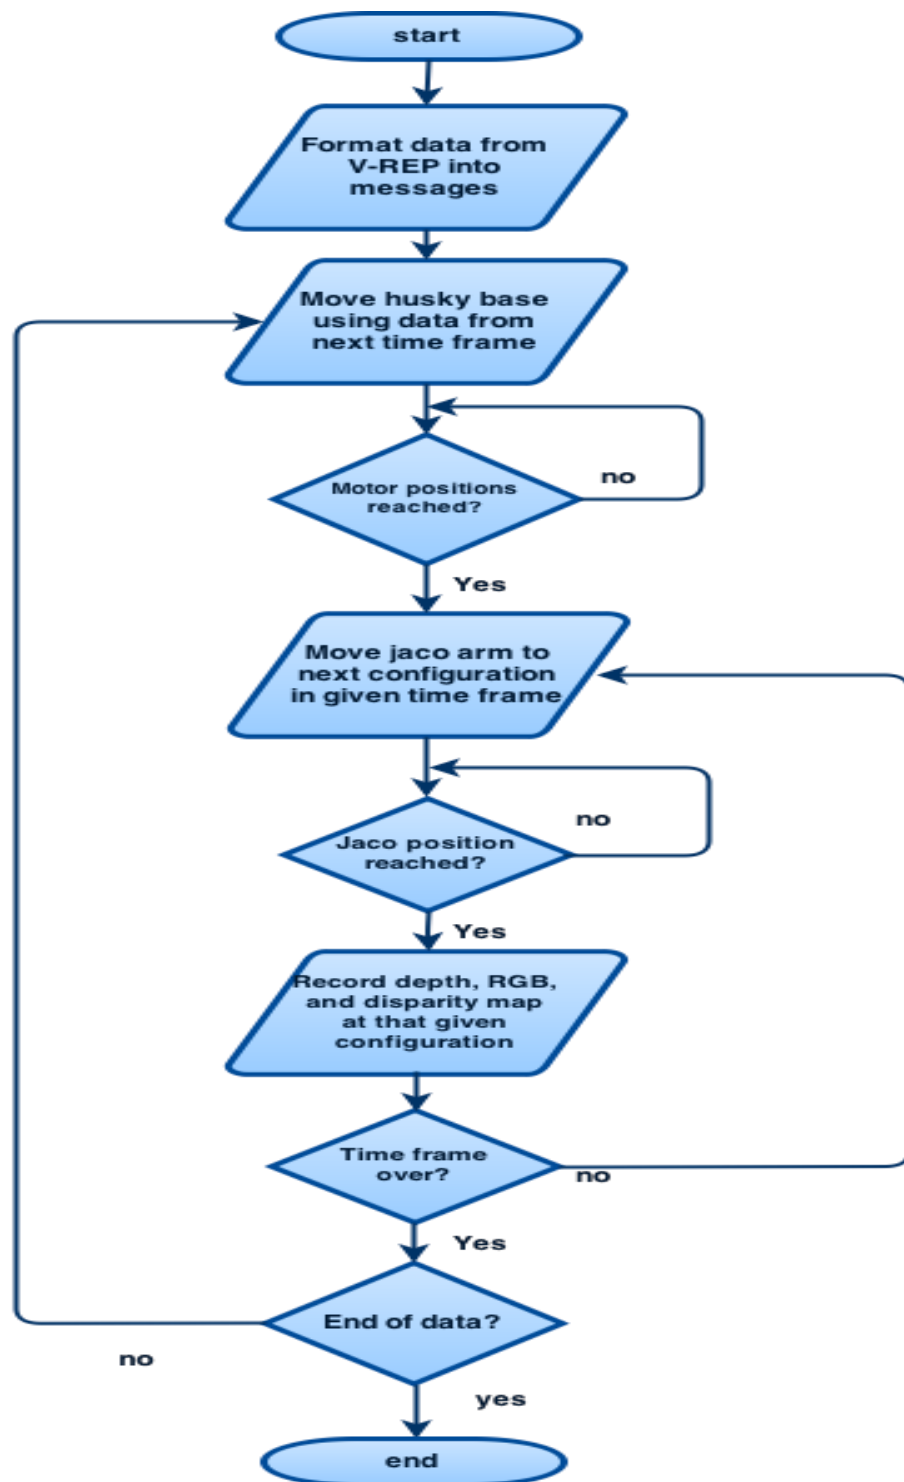 start
Format data from
V-REP into
messages
Move husky base
using data from
next time frame
no
Motor positions
reached?
Yes
Move jaco arm to
next configuration
in given time frame
no
Jaco position
reached?
Yes
Record depth, RGB,
and disparity map
at that given
configuration
Time frame
over?
no
Yes
End of data?
no
yes
end